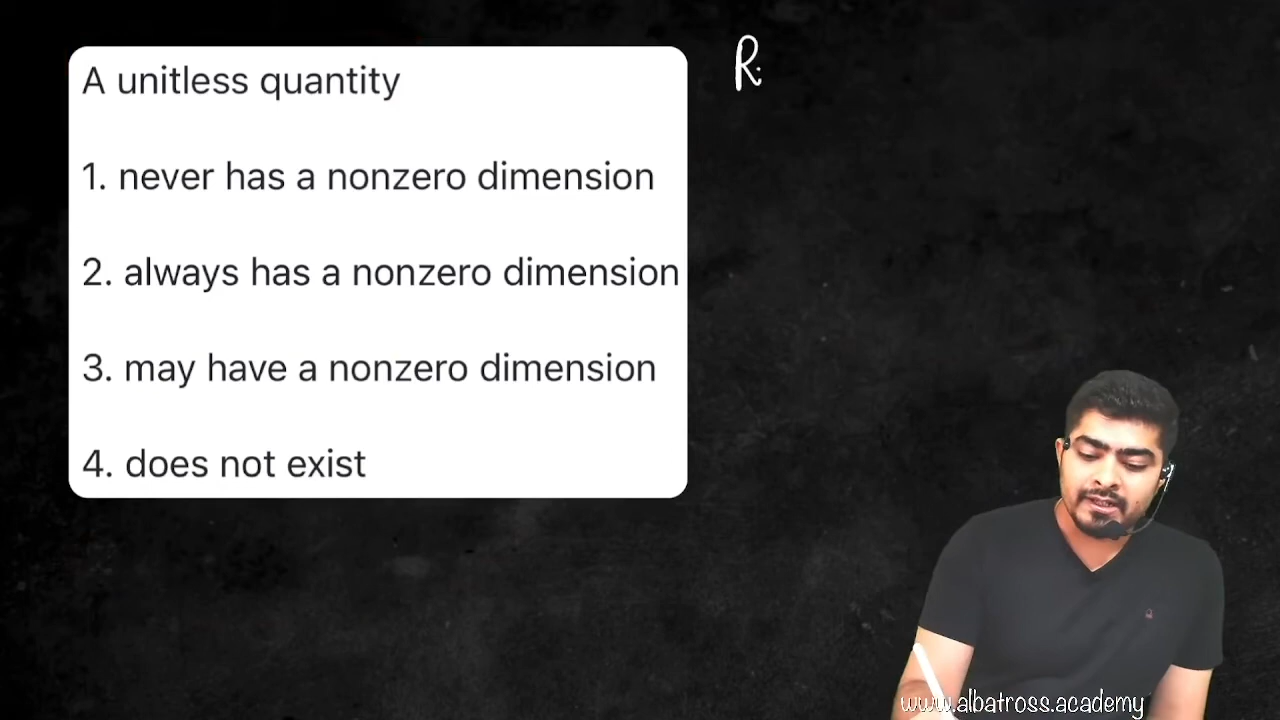 A unitless quantity
1. never has a nonzero dimension
2. always has a nonzero dimension
3. may have a nonzero dimension
4. does not exist
R.
www.albatross.academy